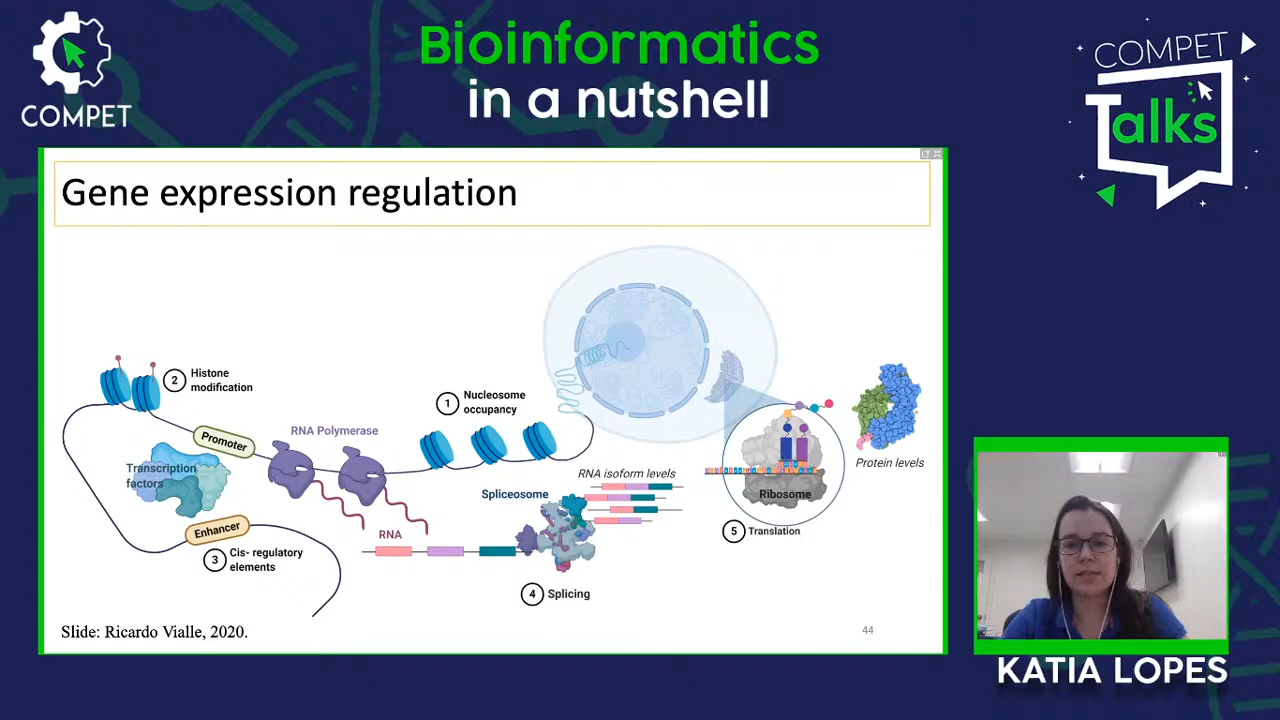 COMPET
Bioinformatics
in a nutshell
COMPET
Talks
Gene expression regulation
2 Histone
modification
1 Nucleosome
occupancy
Promoter
RNA Polymerase
Transcription
factors
Enhancer
3 Cis- regulatory
elements
RNA
Spliceosome
RNA isoform levels
4 Splicing
Ribosome
5 Translation
Protein levels
Slide: Ricardo Vialle, 2020.
44
KATIA LOPES